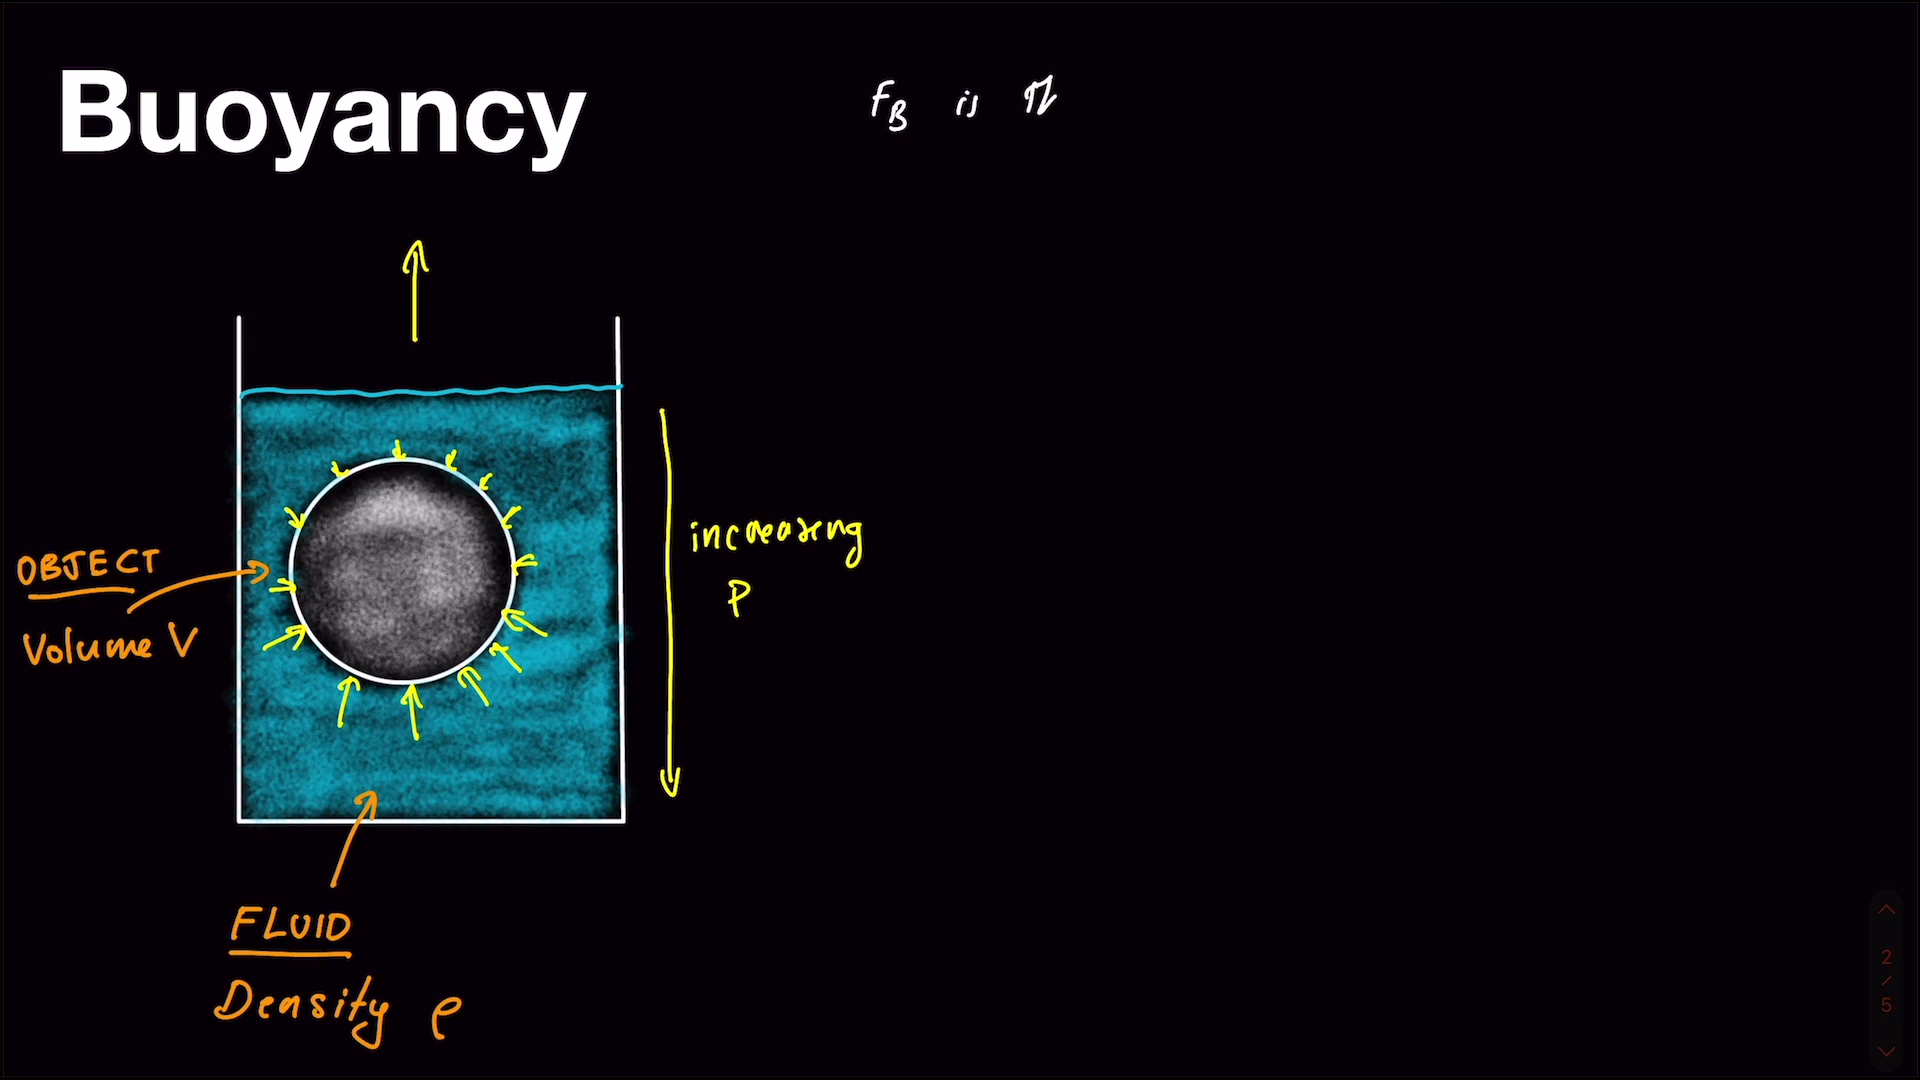 Buoyancy
F_B is
increasing
P
OBJECT
Volume V
FLUID
Density ρ
2
/
5